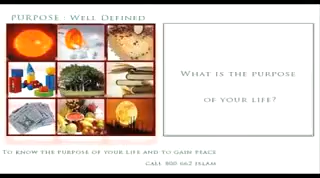 PURPOSE : WELL DEFINED
WHAT IS THE PURPOSE
OF YOUR LIFE?
TO KNOW THE PURPOSE OF YOUR LIFE AND TO GAIN PEACE
CALL 800 662 ISLAM